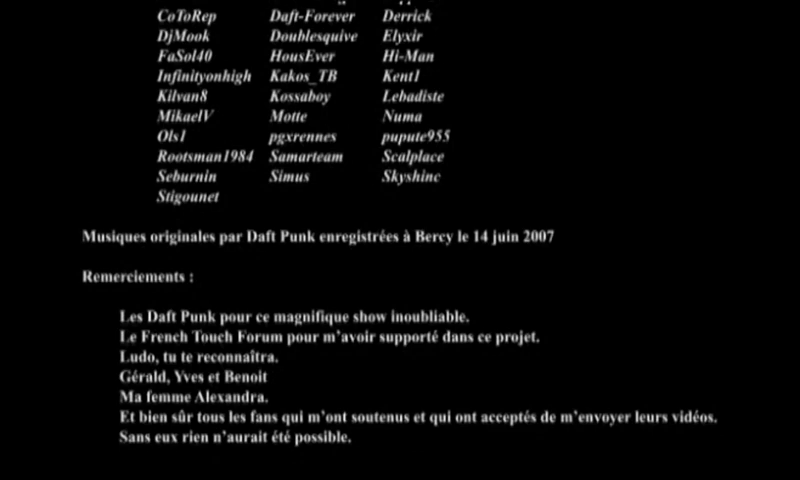 CoToRep Daft-Forever Derrick
DjMook Doublesquive Elyxir
FaSol40 HousEver Hi-Man
Infinityonhigh Kakos_TB Kent1
Kilvan8 Kossaboy Lebadiste
MikaelV Motte Numa
Ols1 pgxrennes pupute955
Rootsman1984 Samarteam Scalplace
Seburnin Simus Skyshinc
Stigounet
Musiques originales par Daft Punk enregistrées à Bercy le 14 juin 2007
Remerciements :
Les Daft Punk pour ce magnifique show inoubliable.
Le French Touch Forum pour m'avoir supporté dans ce projet.
Ludo, tu te reconnaîtra.
Gérald, Yves et Benoit
Ma femme Alexandra.
Et bien sûr tous les fans qui m'ont soutenus et qui ont acceptés de m'envoyer leurs vidéos.
Sans eux rien n'aurait été possible.